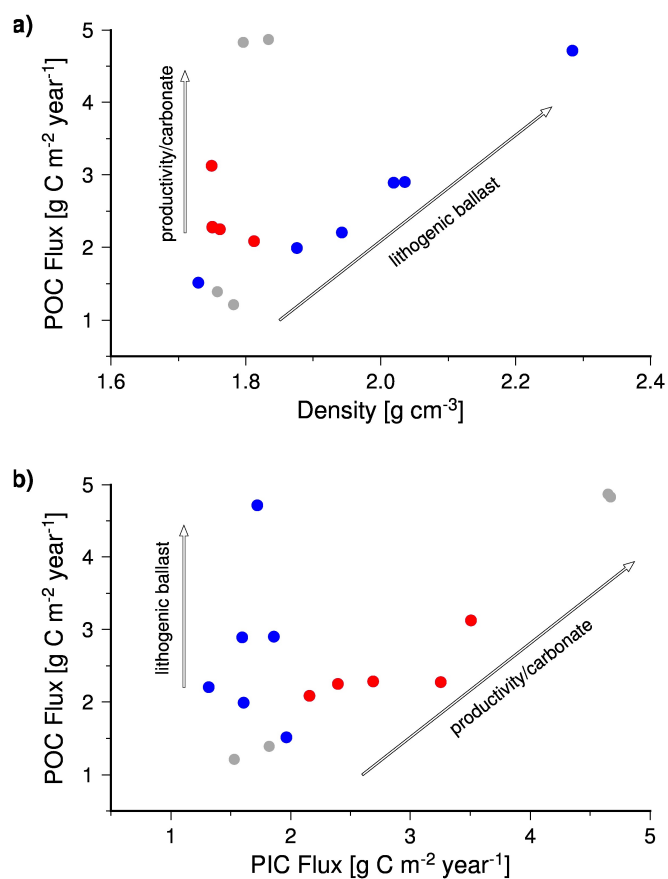 a)
5
4
3
2
1
POC Flux [g C m⁻² year⁻¹]
productivity/carbonate
lithogenic ballast
1.6 1.8 2.0 2.2 2.4
Density [g cm⁻³]
b)
5
4
3
2
1
POC Flux [g C m⁻² year⁻¹]
lithogenic ballast
productivity/carbonate
1 2 3 4 5
PIC Flux [g C m⁻² year⁻¹]